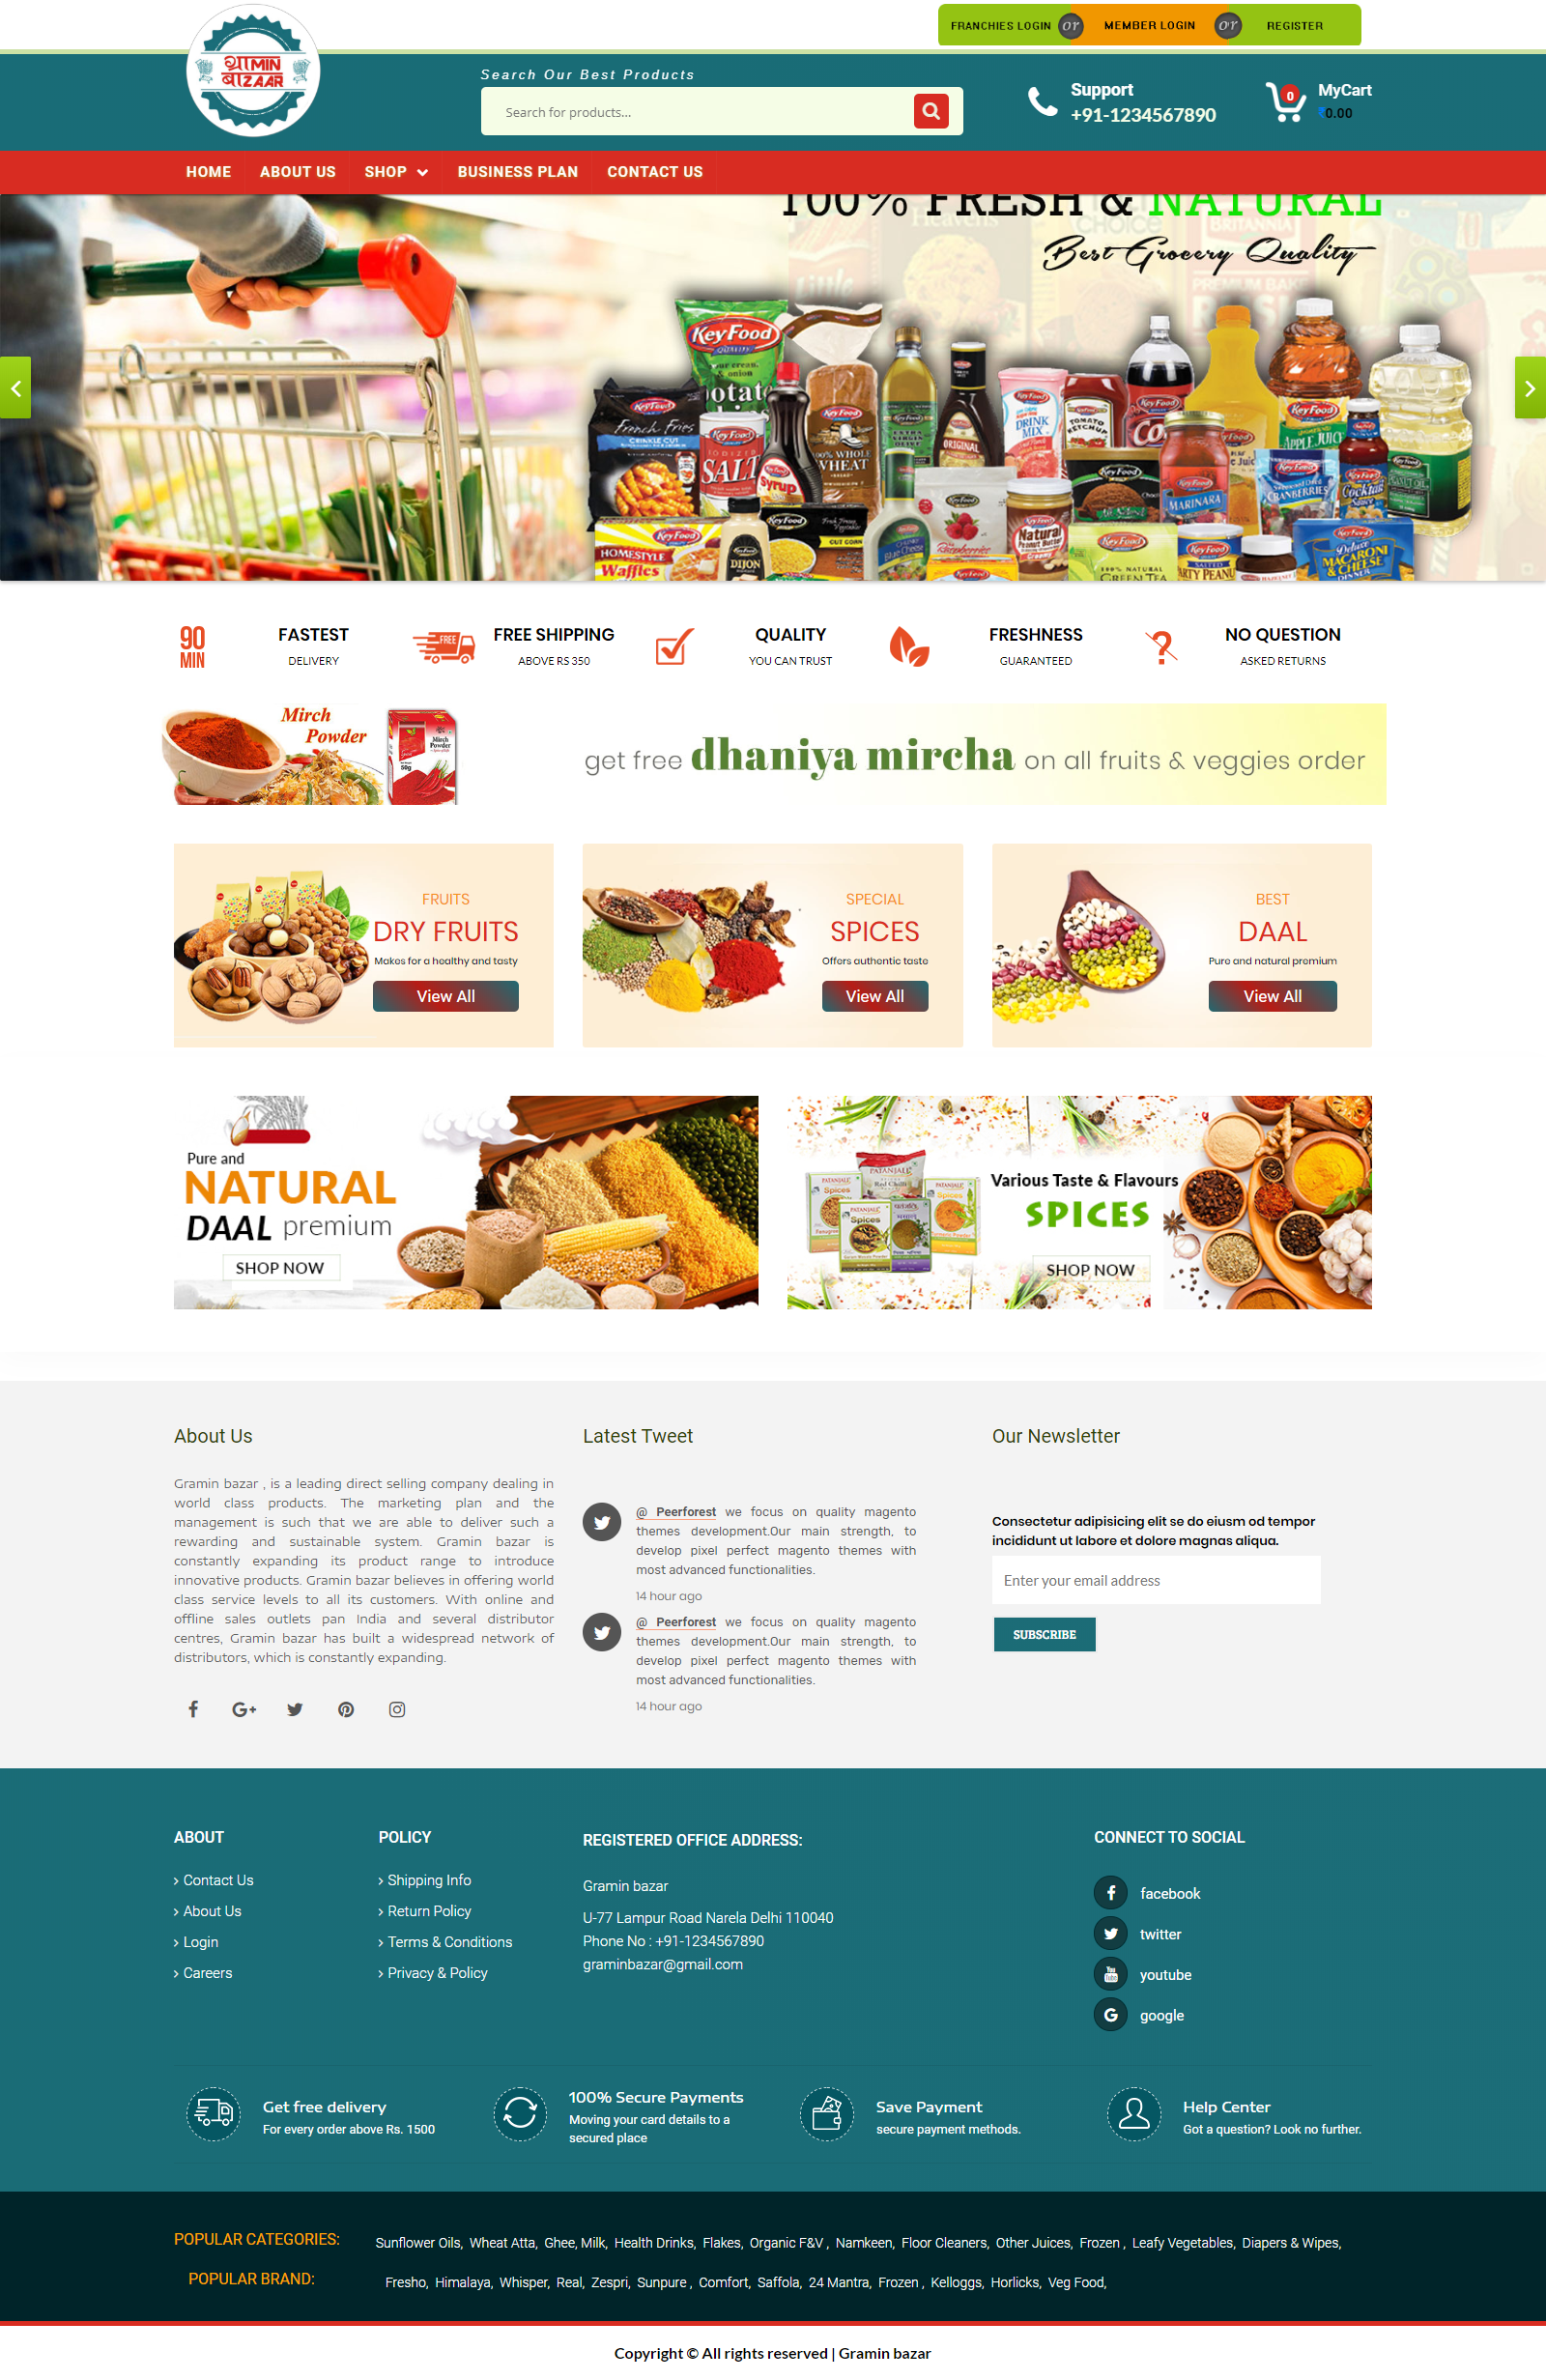 FRANCHIES LOGIN or MEMBER LOGIN or REGISTER
ग्राMIN
बाZAAR
Search Our Best Products
Search for products...
Support
+91-1234567890
0
MyCart
₹0.00
HOME ABOUT US SHOP BUSINESS PLAN CONTACT US
100% FRESH & NATURAL
Best Grocery Quality
90 MIN
FASTEST
DELIVERY
FREE
FREE SHIPPING
ABOVE RS 350
QUALITY
YOU CAN TRUST
FRESHNESS
GUARANTEED
NO QUESTION
ASKED RETURNS
Mirch
Powder
Mirch
Powder
50g
get free dhaniya mircha on all fruits & veggies order
FRUITS
DRY FRUITS
Makes for a healthy and tasty
View All
SPECIAL
SPICES
Offers authentic taste
View All
BEST
DAAL
Pure and natural premium
View All
Pure and
NATURAL
DAAL premium
SHOP NOW
Various Taste & Flavours
SPICES
SHOP NOW
About Us
Gramin bazar , is a leading direct selling company dealing in
world class products. The marketing plan and the
management is such that we are able to deliver such a
rewarding and sustainable system. Gramin bazar is
constantly expanding its product range to introduce
innovative products. Gramin bazar believes in offering world
class service levels to all its customers. With online and
offline sales outlets pan India and several distributor
centres, Gramin bazar has built a widespread network of
distributors, which is constantly expanding.
Latest Tweet
@ Peerforest we focus on quality magento
themes development.Our main strength, to
develop pixel perfect magento themes with
most advanced functionalities.
14 hour ago
@ Peerforest we focus on quality magento
themes development.Our main strength, to
develop pixel perfect magento themes with
most advanced functionalities.
14 hour ago
Our Newsletter
Consectetur adipisicing elit se do eiusm od tempor
incididunt ut labore et dolore magnas aliqua.
Enter your email address
SUBSCRIBE
ABOUT
Contact Us
About Us
Login
Careers
POLICY
Shipping Info
Return Policy
Terms & Conditions
Privacy & Policy
REGISTERED OFFICE ADDRESS:
Gramin bazar
U-77 Lampur Road Narela Delhi 110040
Phone No : +91-1234567890
graminbazar@gmail.com
CONNECT TO SOCIAL
facebook
twitter
youtube
google
Get free delivery
For every order above Rs. 1500
100% Secure Payments
Moving your card details to a
secured place
Save Payment
secure payment methods.
Help Center
Got a question? Look no further.
POPULAR CATEGORIES: Sunflower Oils, Wheat Atta, Ghee, Milk, Health Drinks, Flakes, Organic F&V , Namkeen, Floor Cleaners, Other Juices, Frozen , Leafy Vegetables, Diapers & Wipes,
POPULAR BRAND: Fresho, Himalaya, Whisper, Real, Zespri, Sunpure , Comfort, Saffola, 24 Mantra, Frozen , Kelloggs, Horlicks, Veg Food,
Copyright © All rights reserved | Gramin bazar